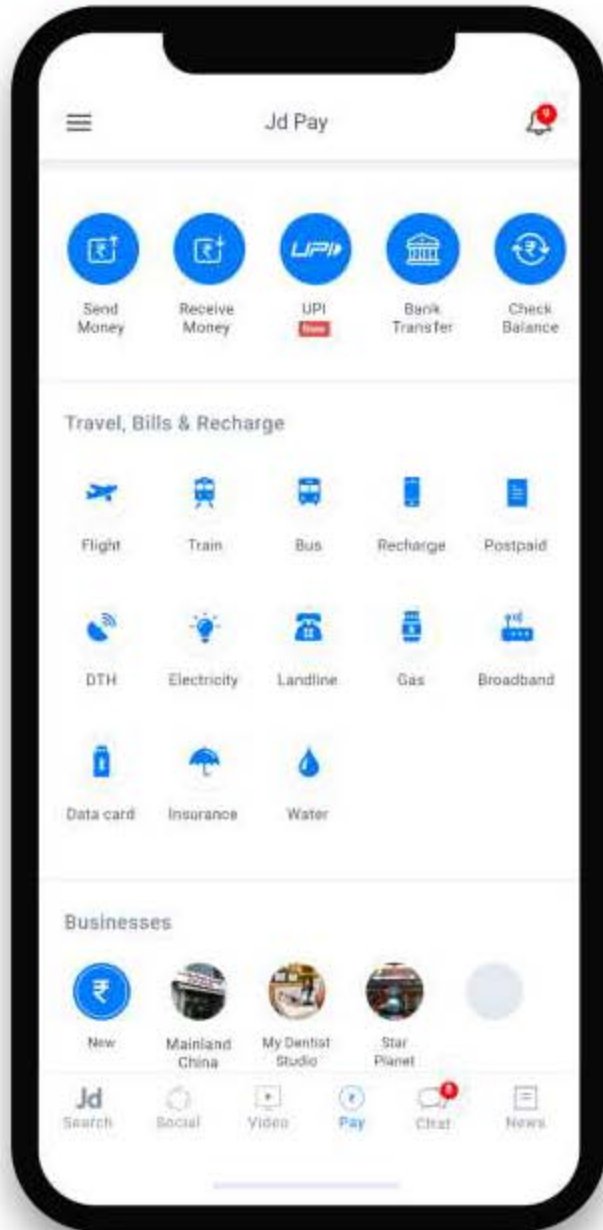 Jd Pay
9
Send
Money
Receive
Money
UPI
UPI
New
Bank
Transfer
Check
Balance
Travel, Bills & Recharge
Flight
Train
Bus
Recharge
Postpaid
DTH
Electricity
Landline
Gas
Broadband
Data card
Insurance
Water
Businesses
₹
New
Mainland
China
My Dentist
Studio
Star
Planet
Jd
Search
Social
Video
Pay
Chat
News